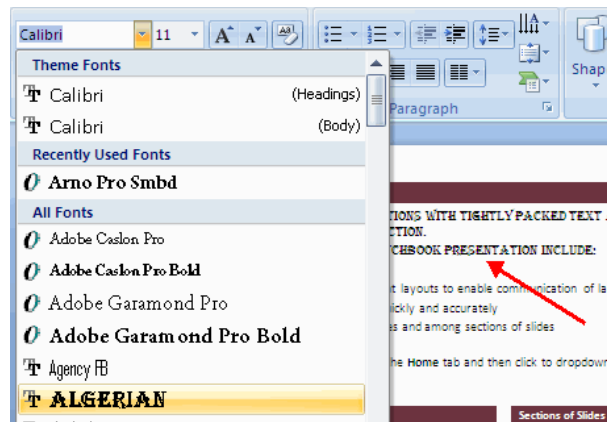 Calibri 11
Theme Fonts
Calibri (Headings)
Calibri (Body)
Recently Used Fonts
Arno Pro Smbd
All Fonts
Adobe Caslon Pro
Adobe Caslon Pro Bold
Adobe Garamond Pro
Adobe Garamond Pro Bold
Agency FB
ALGERIAN
Shap
Paragraph
TIONS WITH TIGHTLY PACKED TEXT
CTION.
CHBOOK PRESENTATION INCLUDE:
t layouts to enable communication of la
ickly and accurately
s and among sections of slides
he Home tab and then click to dropdown
Sections of Slides